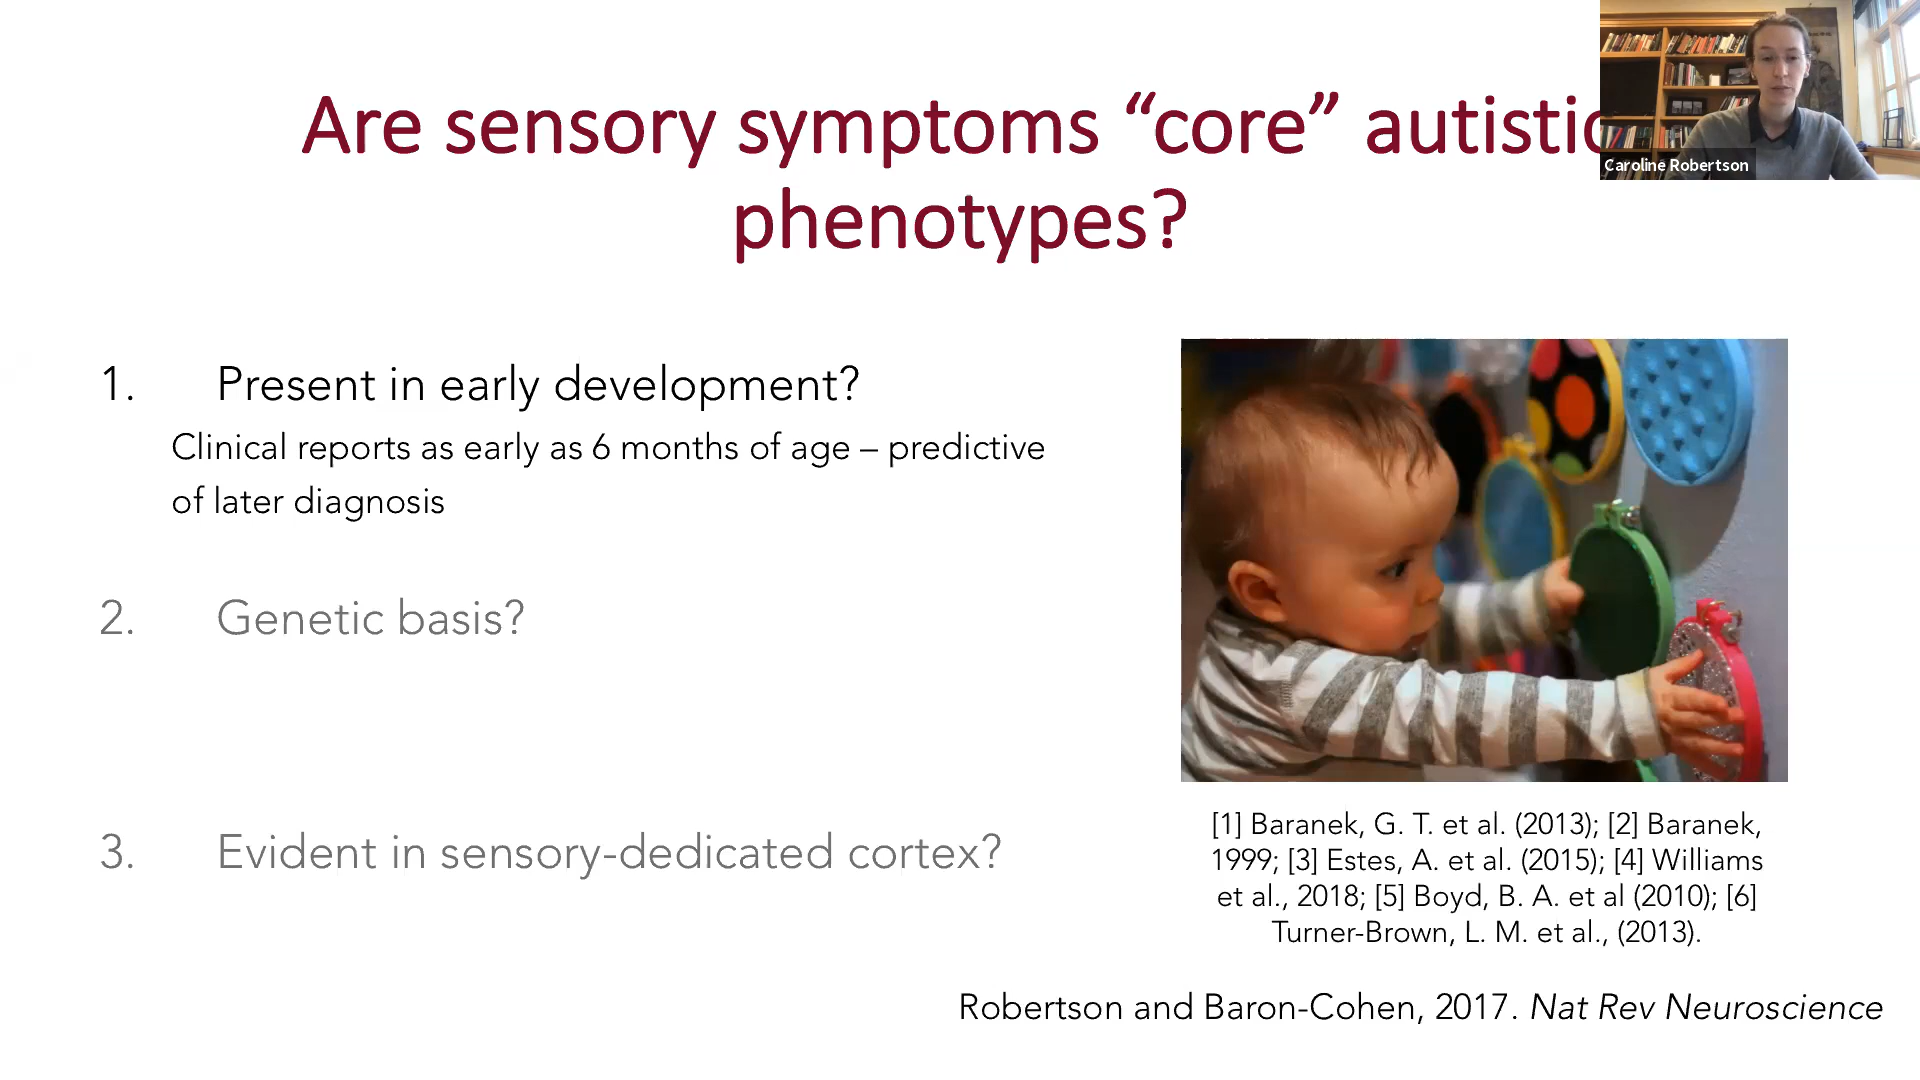 Are sensory symptoms “core” autistic
phenotypes?
Caroline Robertson
1. Present in early development?
Clinical reports as early as 6 months of age – predictive
of later diagnosis
2. Genetic basis?
3. Evident in sensory-dedicated cortex?
[1] Baranek, G. T. et al. (2013); [2] Baranek,
1999; [3] Estes, A. et al. (2015); [4] Williams
et al., 2018; [5] Boyd, B. A. et al (2010); [6]
Turner-Brown, L. M. et al., (2013).
Robertson and Baron-Cohen, 2017. Nat Rev Neuroscience